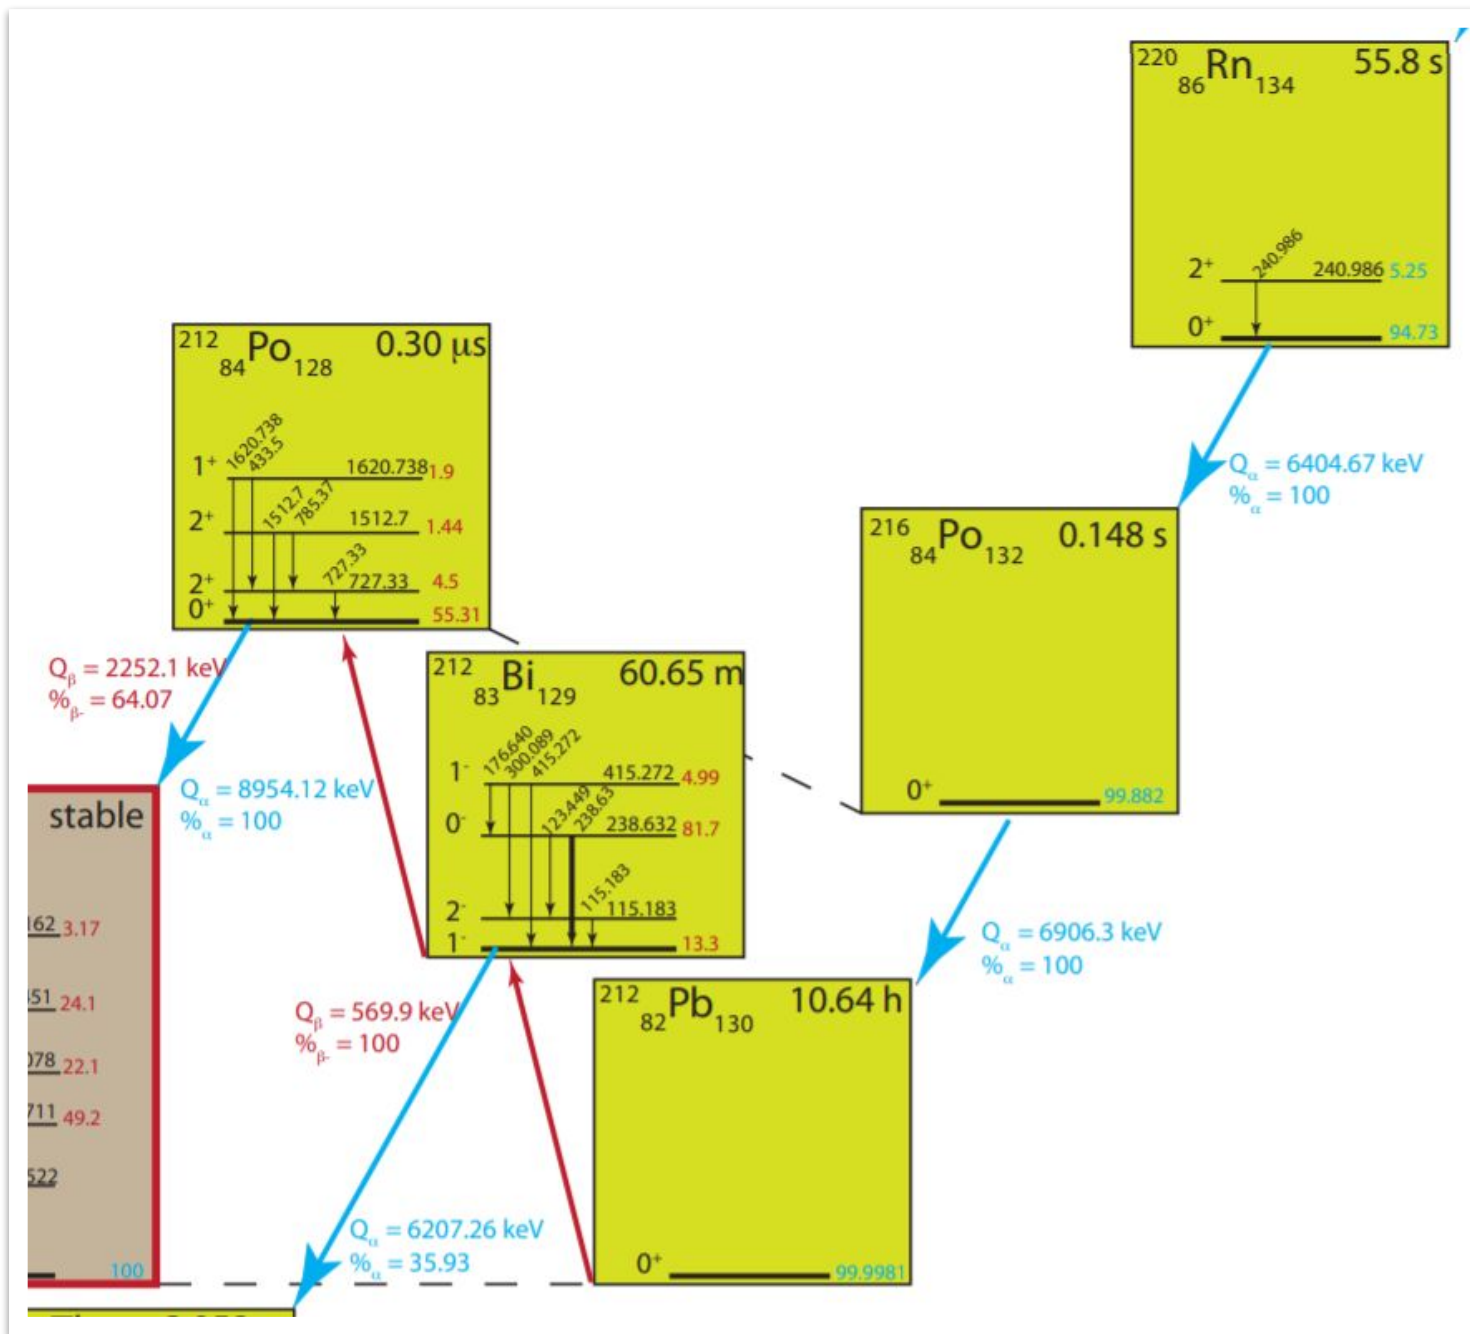 220 86 Rn 134 55.8 s
240.986
2+ 240.986 5.25
0+ 94.73
212 84 Po 128 0.30 μs
1620.738
433.5
1+ 1620.738 1.9
1512.7
785.37
2+ 1512.7 1.44
727.33
2+ 727.33 4.5
0+ 55.31
Qα = 6404.67 keV
%α = 100
216 84 Po 132 0.148 s
0+ 99.882
Qβ = 2252.1 keV
%β- = 64.07
212 83 Bi 129 60.65 m
176.640
300.089
415.272
1- 415.272 4.99
123.449
238.63
0- 238.632 81.7
115.183
2- 115.183
1- 13.3
Qα = 8954.12 keV
%α = 100
stable
162 3.17
451 24.1
078 22.1
711 49.2
522
100
Qα = 6906.3 keV
%α = 100
Qβ = 569.9 keV
%β- = 100
212 82 Pb 130 10.64 h
0+ 99.9981
Qα = 6207.26 keV
%α = 35.93